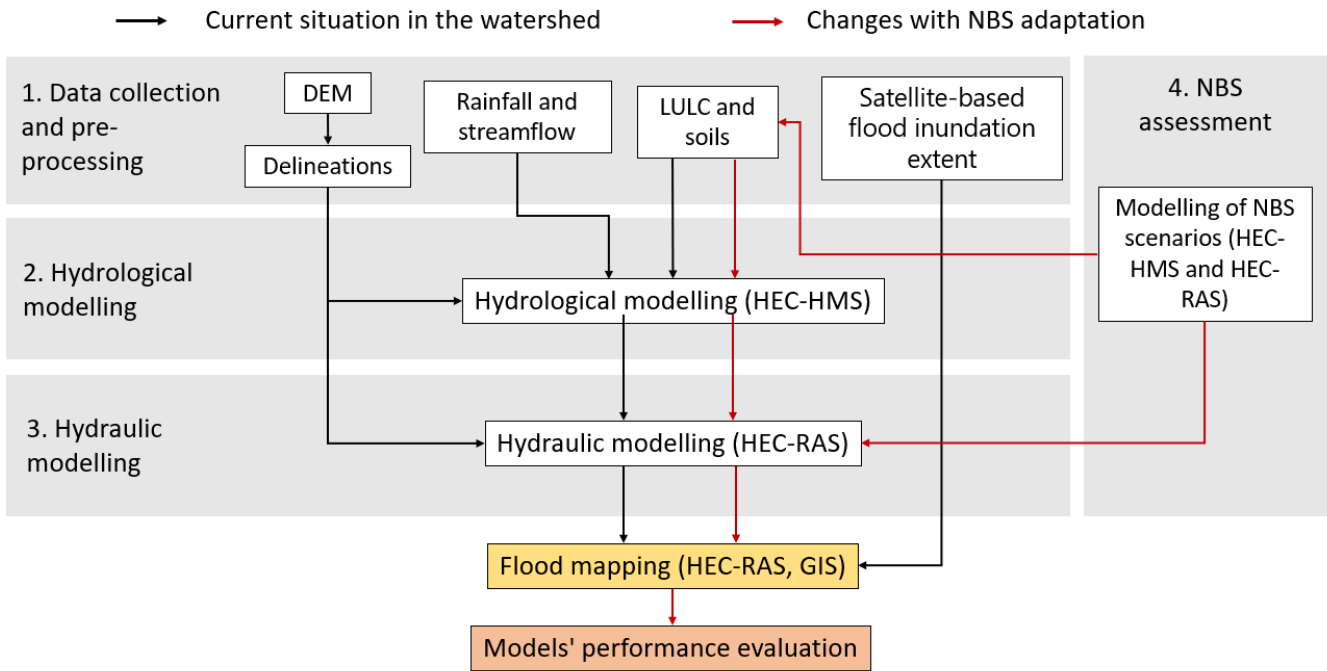 Current situation in the watershed
Changes with NBS adaptation
1. Data collection
and pre-
processing
DEM
Delineations
Rainfall and
streamflow
LULC and
soils
Satellite-based
flood inundation
extent
4. NBS
assessment
Modelling of NBS
scenarios (HEC-
HMS and HEC-
RAS)
2. Hydrological
modelling
Hydrological modelling (HEC-HMS)
3. Hydraulic
modelling
Hydraulic modelling (HEC-RAS)
Flood mapping (HEC-RAS, GIS)
Models' performance evaluation